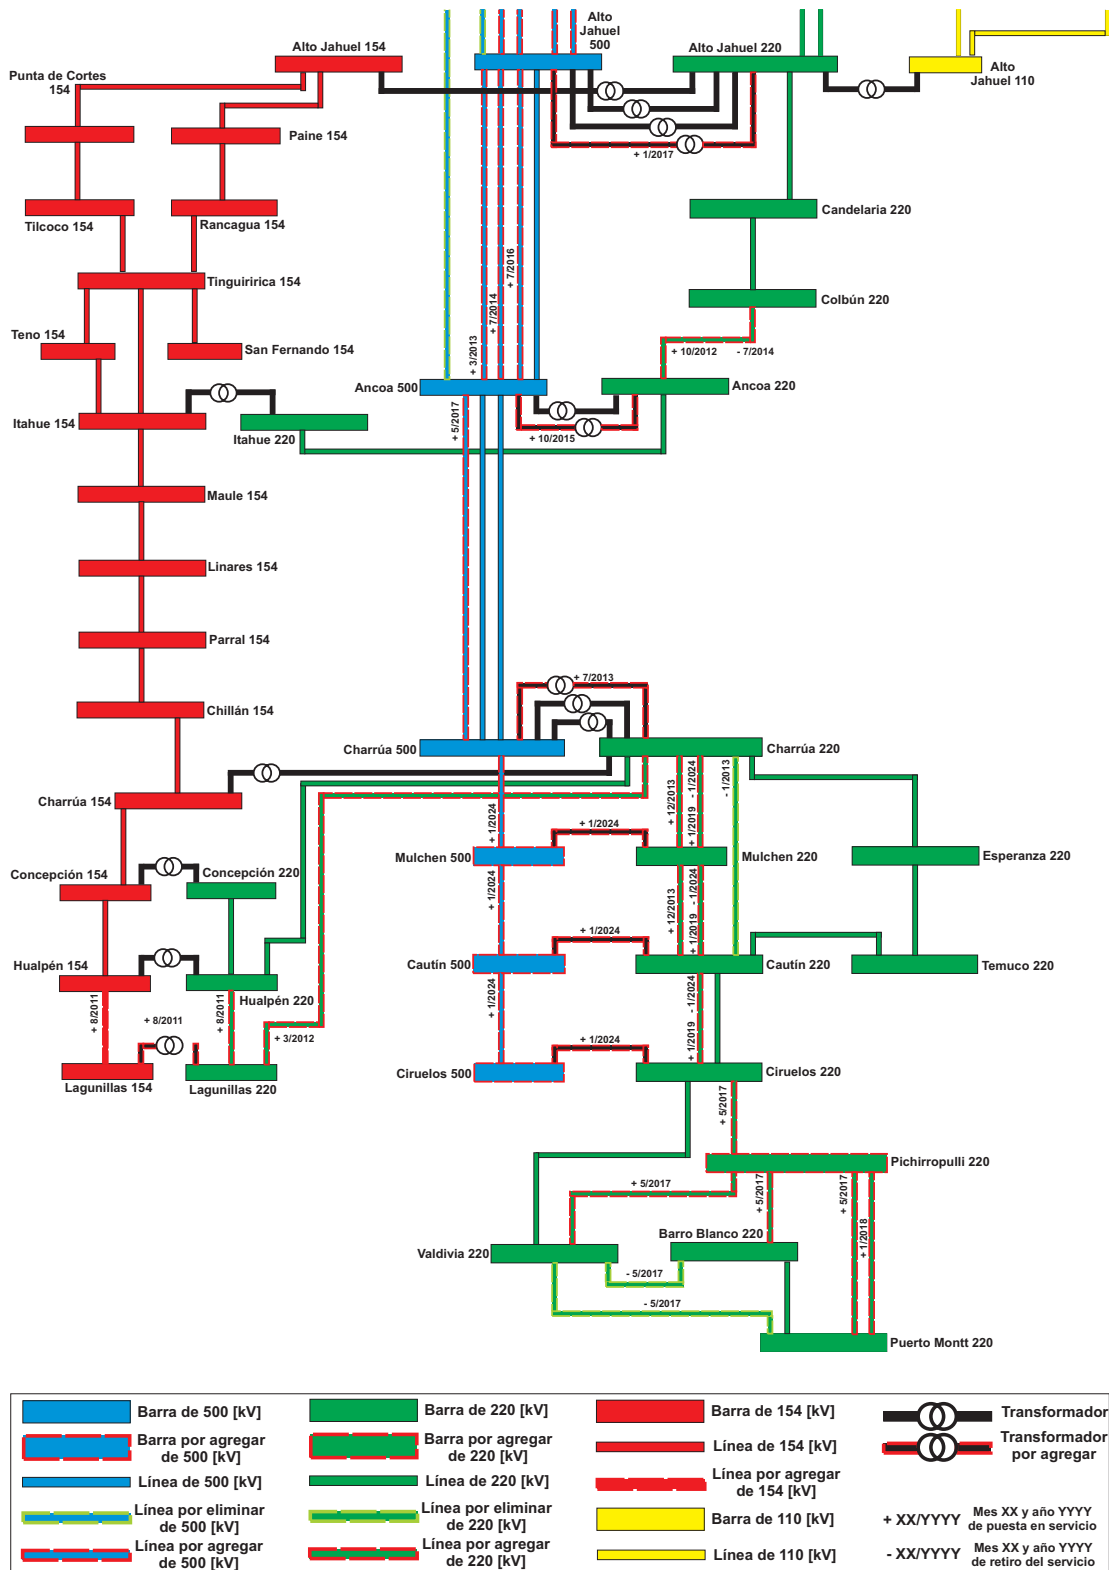 Alto Jahuel 154
Alto
Jahuel
500
Alto Jahuel 220
Alto
Jahuel 110
Punta de Cortes
154
Paine 154
+ 1/2017
Tilcoco 154
Rancagua 154
Candelaria 220
+ 7/2016
Tinguiririca 154
Colbún 220
+ 7/2014
+ 3/2013
Teno 154
San Fernando 154
+ 10/2012
- 7/2014
Ancoa 500
Ancoa 220
Itahue 154
Itahue 220
+ 5/2017
+ 10/2015
Maule 154
Linares 154
Parral 154
+ 7/2013
Chillán 154
Charrúa 500
Charrúa 220
Charrúa 154
+ 12/2013
+ 1/2019 - 1/2024
- 1/2013
+ 1/2024
+ 1/2024
Mulchen 500
Mulchen 220
Esperanza 220
Concepción 154
Concepción 220
+ 1/2024
+ 12/2013
+ 1/2019 - 1/2024
+ 1/2024
Hualpén 154
Cautín 500
Cautín 220
Temuco 220
Hualpén 220
+ 8/2011
+ 8/2011
+ 8/2011
+ 3/2012
+ 1/2024
+ 1/2019 - 1/2024
+ 1/2024
Lagunillas 154
Lagunillas 220
Ciruelos 500
Ciruelos 220
+ 5/2017
Pichirropulli 220
+ 5/2017
+ 5/2017
+ 5/2017
+ 1/2018
Barro Blanco 220
Valdivia 220
- 5/2017
- 5/2017
Puerto Montt 220
Barra de 500 [kV]
Barra por agregar
de 500 [kV]
Línea de 500 [kV]
Línea por eliminar
de 500 [kV]
Línea por agregar
de 500 [kV]
Barra de 220 [kV]
Barra por agregar
de 220 [kV]
Línea de 220 [kV]
Línea por eliminar
de 220 [kV]
Línea por agregar
de 220 [kV]
Barra de 154 [kV]
Línea de 154 [kV]
Línea por agregar
de 154 [kV]
Barra de 110 [kV]
Línea de 110 [kV]
Transformador
Transformador
por agregar
+ XX/YYYY Mes XX y año YYYY
de puesta en servicio
- XX/YYYY Mes XX y año YYYY
de retiro del servicio